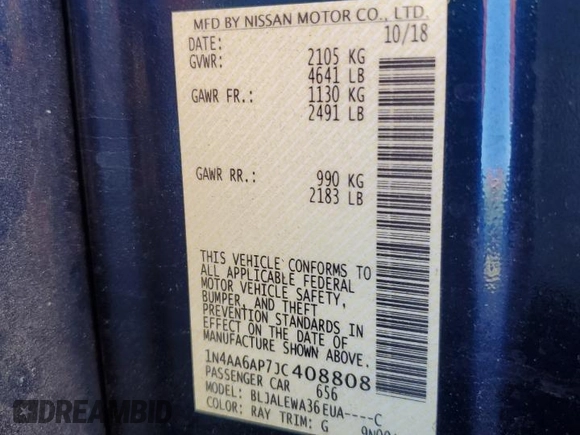 MFD BY NISSAN MOTOR CO., LTD.
DATE: 10/18
GVWR: 2105 KG
4641 LB
GAWR FR.: 1130 KG
2491 LB
GAWR RR.: 990 KG
2183 LB
THIS VEHICLE CONFORMS TO
ALL APPLICABLE FEDERAL
MOTOR VEHICLE SAFETY,
BUMPER, AND THEFT
PREVENTION STANDARDS IN
EFFECT ON THE DATE OF
MANUFACTURE SHOWN ABOVE.
1N4AA6AP7JC408808
PASSENGER CAR 656
MODEL: BLJALEWA36EUA----C
COLOR: RAY TRIM: G
DREAMBID